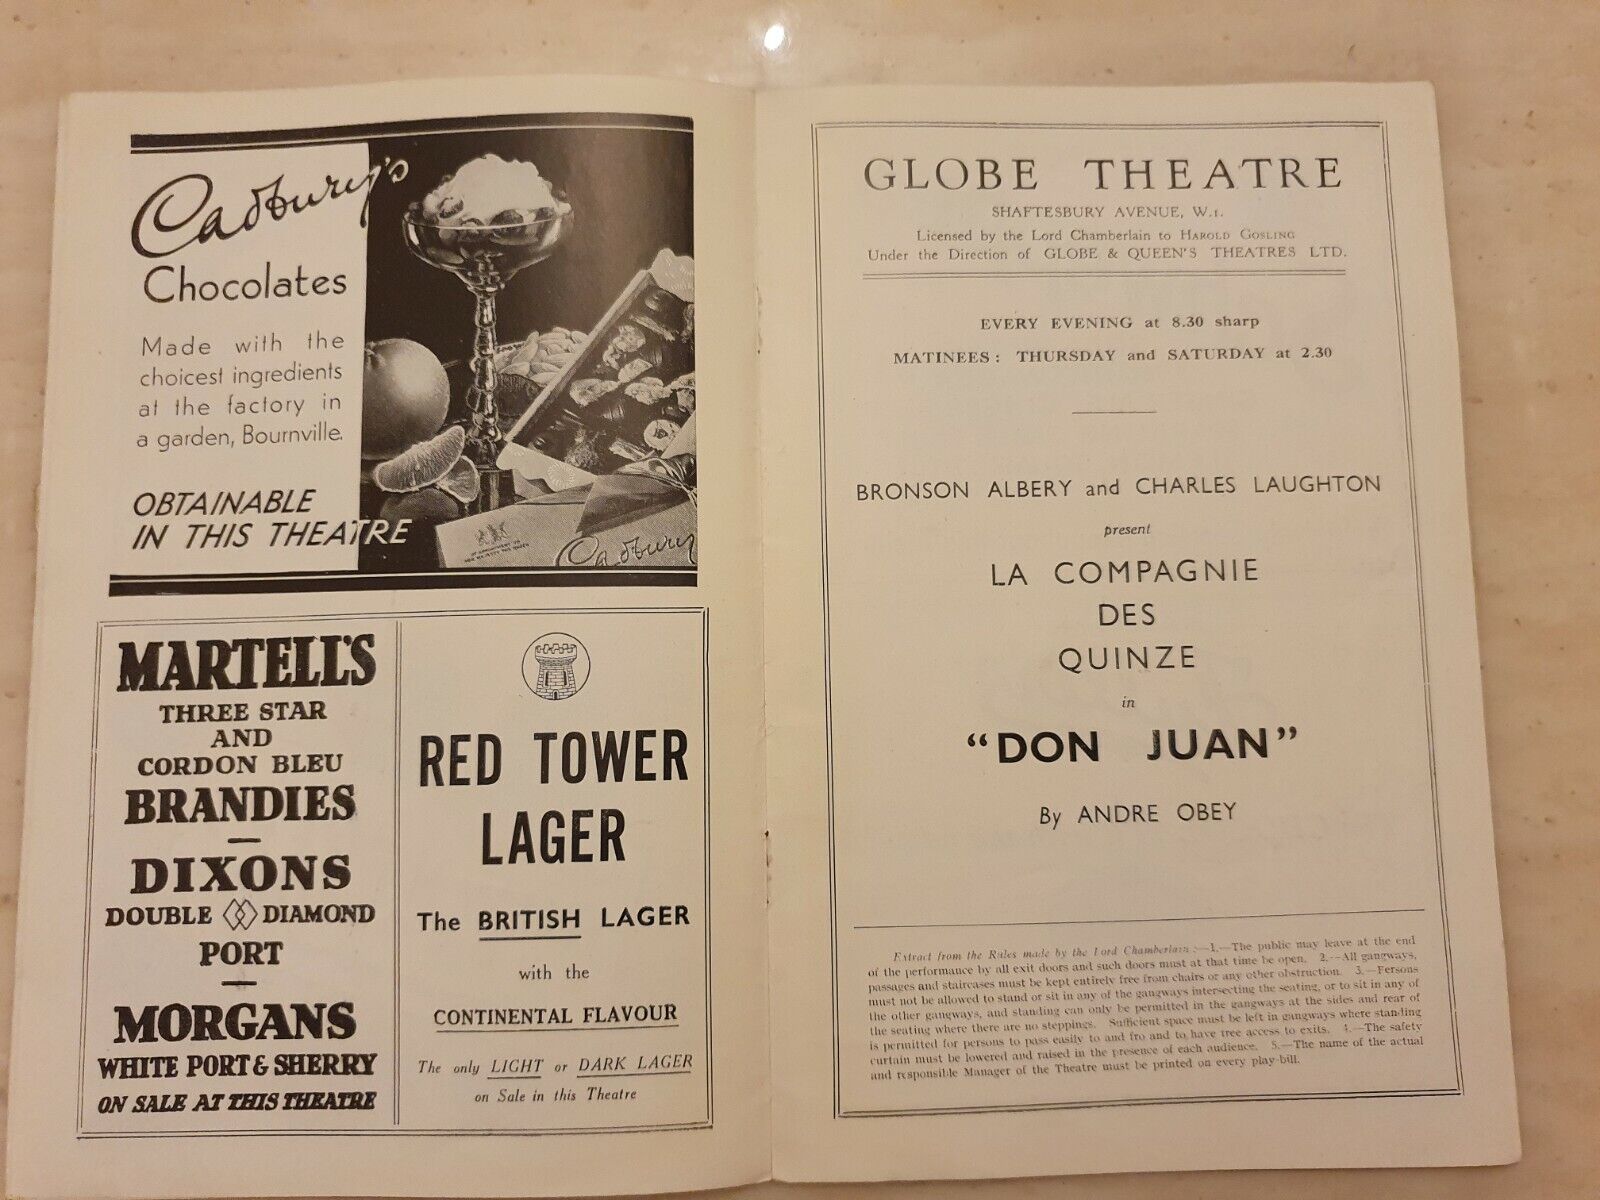 Cadbury's
Chocolates
Made with the
choicest ingredients
at the factory in
a garden, Bournville.
OBTAINABLE
IN THIS THEATRE
Cadbury
MARTELL'S
THREE STAR
AND
CORDON BLEU
BRANDIES
—
DIXONS
DOUBLE DIAMOND
PORT
—
MORGANS
WHITE PORT & SHERRY
ON SALE AT THIS THEATRE
RED TOWER
LAGER
The BRITISH LAGER
with the
CONTINENTAL FLAVOUR
The only LIGHT or DARK LAGER
on Sale in this Theatre
GLOBE THEATRE
SHAFTESBURY AVENUE, W.1.
Licensed by the Lord Chamberlain to HAROLD GOSLING
Under the Direction of GLOBE & QUEEN'S THEATRES LTD.
EVERY EVENING at 8.30 sharp
MATINEES: THURSDAY and SATURDAY at 2.30
BRONSON ALBERY and CHARLES LAUGHTON
present
LA COMPAGNIE
DES
QUINZE
in
"DON JUAN"
By ANDRE OBEY
Extract from the Rules made by the Lord Chamberlain:—1.—The public may leave at the end
of the performance by all exit doors and such doors must at that time be open. 2.—All gangways,
passages and staircases must be kept entirely free from chairs or any other obstruction. 3.—Persons
must not be allowed to stand or sit in any of the gangways intersecting the seating, or to sit in any of
the other gangways, and standing can only be permitted in the gangways at the sides and rear of
the seating where there are no steppings. Sufficient space must be left in gangways where standing
is permitted for persons to pass easily to and fro and to have free access to exits. 4.—The safety
curtain must be lowered and raised in the presence of each audience. 5.—The name of the actual
and responsible Manager of the Theatre must be printed on every play-bill.